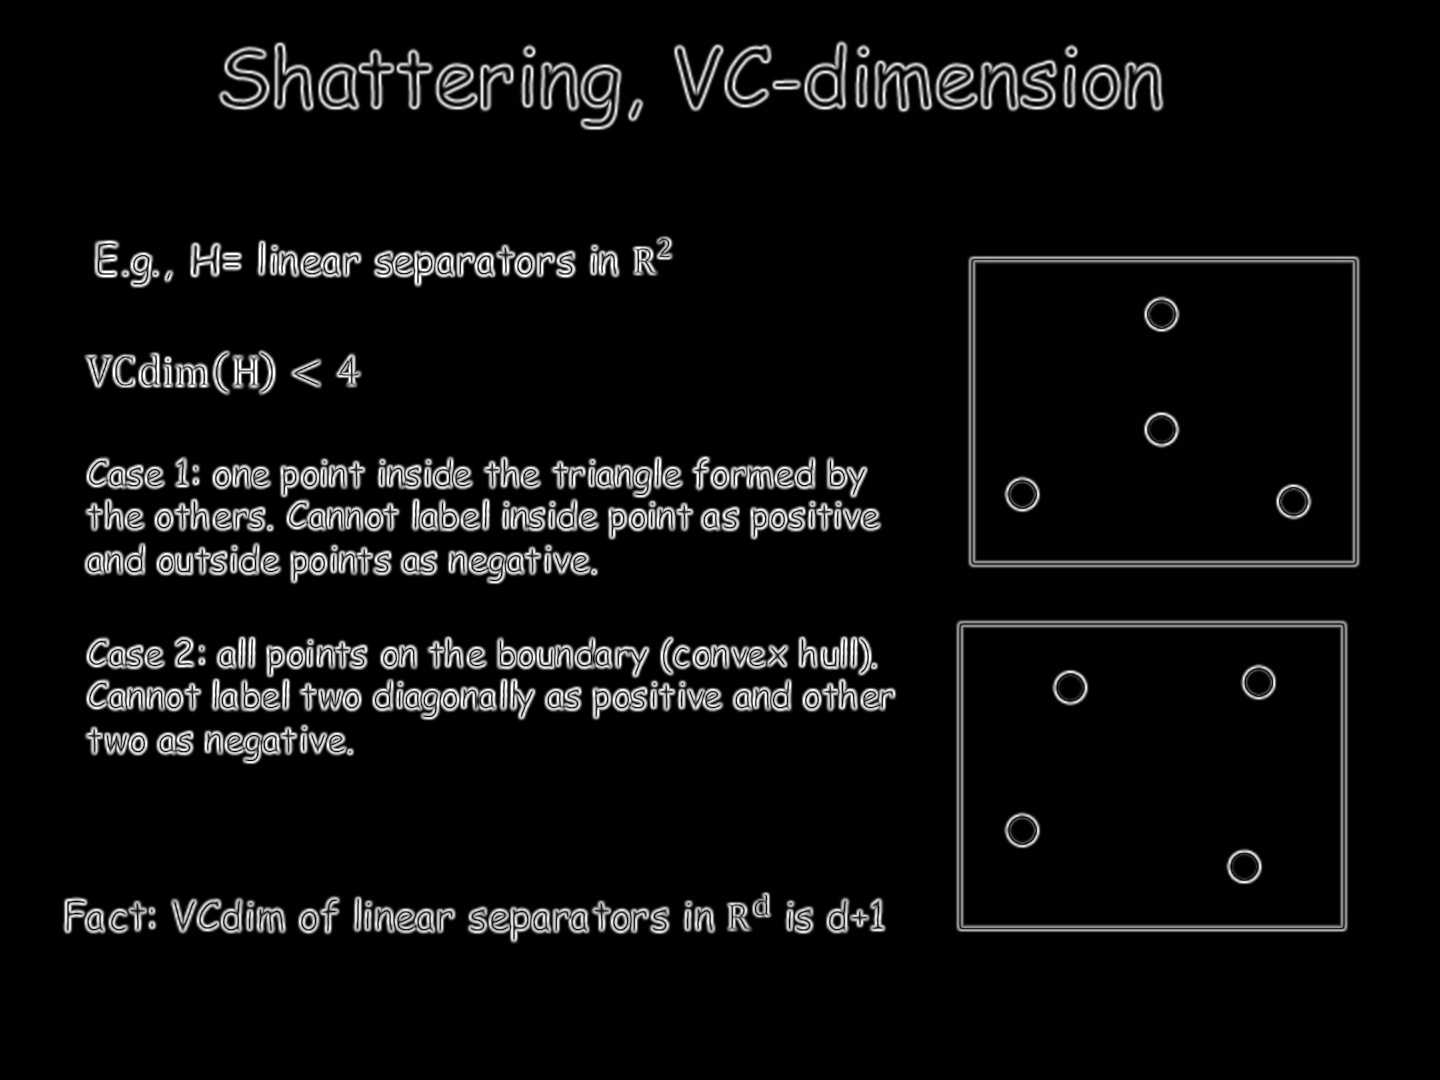 Shattering, VC-dimension
E.g., H= linear separators in ℝ²
VCdim(H) < 4
Case 1: one point inside the triangle formed by
the others. Cannot label inside point as positive
and outside points as negative.
Case 2: all points on the boundary (convex hull).
Cannot label two diagonally as positive and other
two as negative.
Fact: VCdim of linear separators in ℝᵈ is d+1